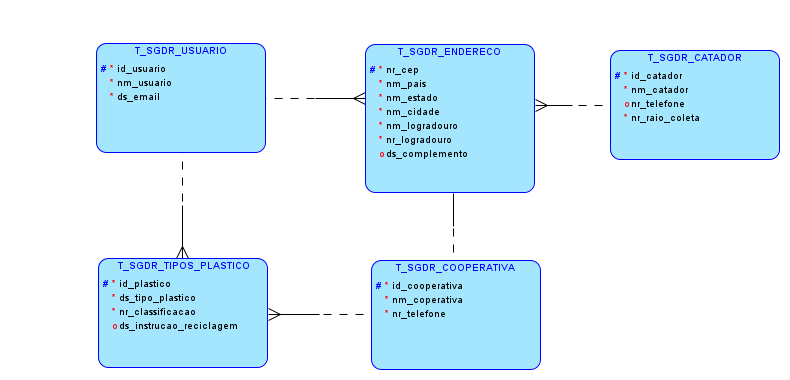 T_SGDR_USUARIO
# * id_usuario
* nm_usuario
* ds_email
T_SGDR_ENDERECO
# * nr_cep
* nm_pais
* nm_estado
* nm_cidade
* nm_logradouro
* nr_logradouro
o ds_complemento
T_SGDR_CATADOR
# * id_catador
* nm_catador
o nr_telefone
* nr_raio_coleta
T_SGDR_TIPOS_PLASTICO
# * id_plastico
* ds_tipo_plastico
* nr_classificacao
o ds_instrucao_reciclagem
T_SGDR_COOPERATIVA
# * id_cooperativa
* nm_coperativa
* nr_telefone